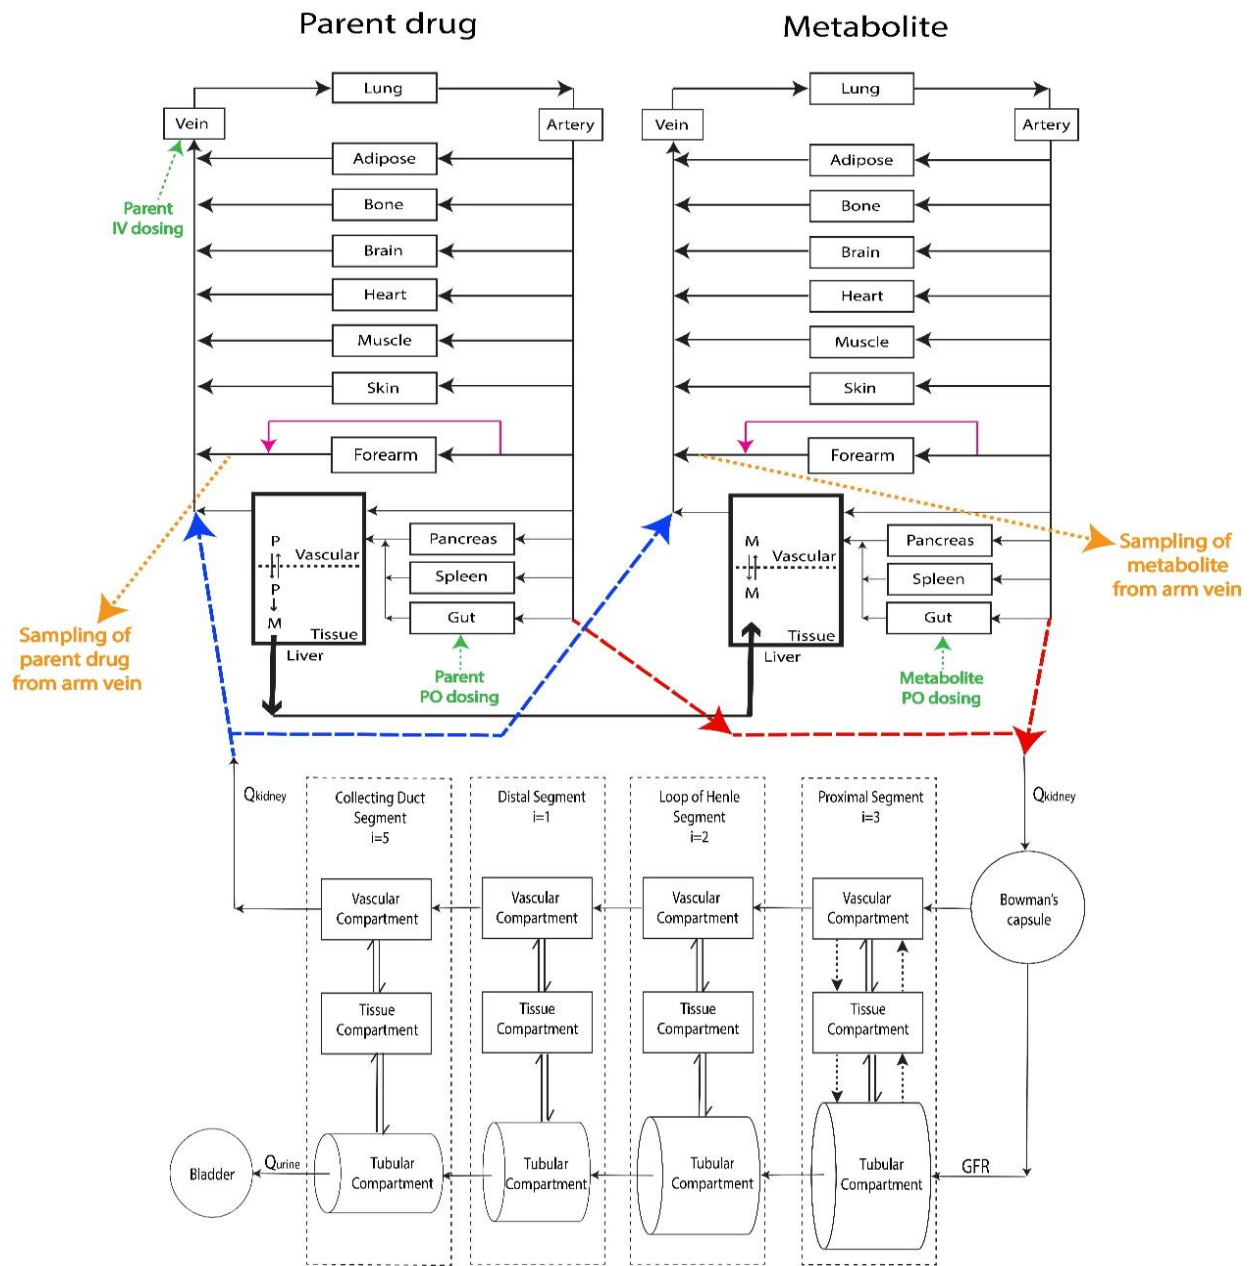 Parent drug
Metabolite
Lung
Vein
Artery
Adipose
Bone
Brain
Heart
Muscle
Skin
Forearm
Parent
IV dosing
P
Vascular
P
M
Tissue
Liver
Pancreas
Spleen
Gut
Parent
PO dosing
Sampling of
parent drug
from arm vein
Lung
Vein
Artery
Adipose
Bone
Brain
Heart
Muscle
Skin
Forearm
M
Vascular
M
Tissue
Liver
Pancreas
Spleen
Gut
Metabolite
PO dosing
Sampling of
metabolite
from arm vein
Qkidney
Collecting Duct
Segment
i=5
Distal Segment
i=1
Loop of Henle
Segment
i=2
Proximal Segment
i=3
Qkidney
Vascular
Compartment
Vascular
Compartment
Vascular
Compartment
Vascular
Compartment
Bowman's
capsule
Tissue
Compartment
Tissue
Compartment
Tissue
Compartment
Tissue
Compartment
Bladder
Qurine
Tubular
Compartment
Tubular
Compartment
Tubular
Compartment
Tubular
Compartment
GFR